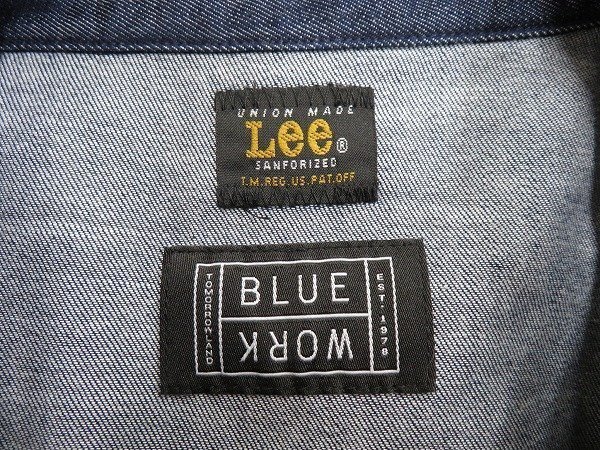 UNION MADE
Lee®
SANFORIZED
T.M.REG.US.PAT.OFF
TOMORROWLAND
BLUE
WORK
EST-1978